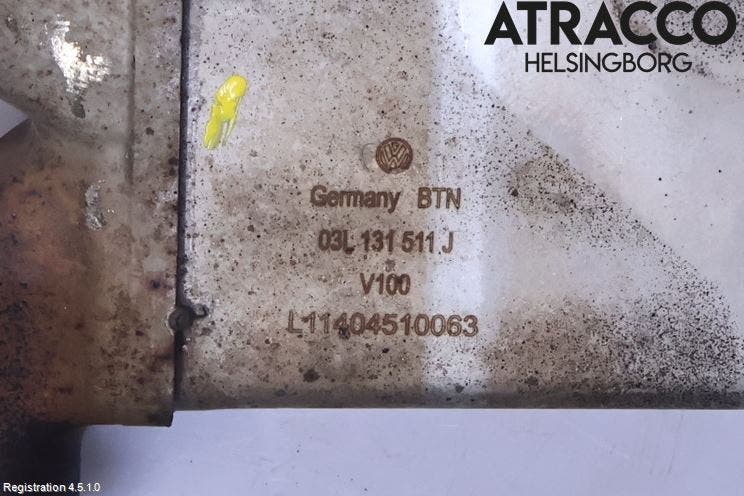 ATRACCO
HELSINGBORG
Germany BTN
03L 131 511 J
V100
L11404510063
Registration 4.5.1.0